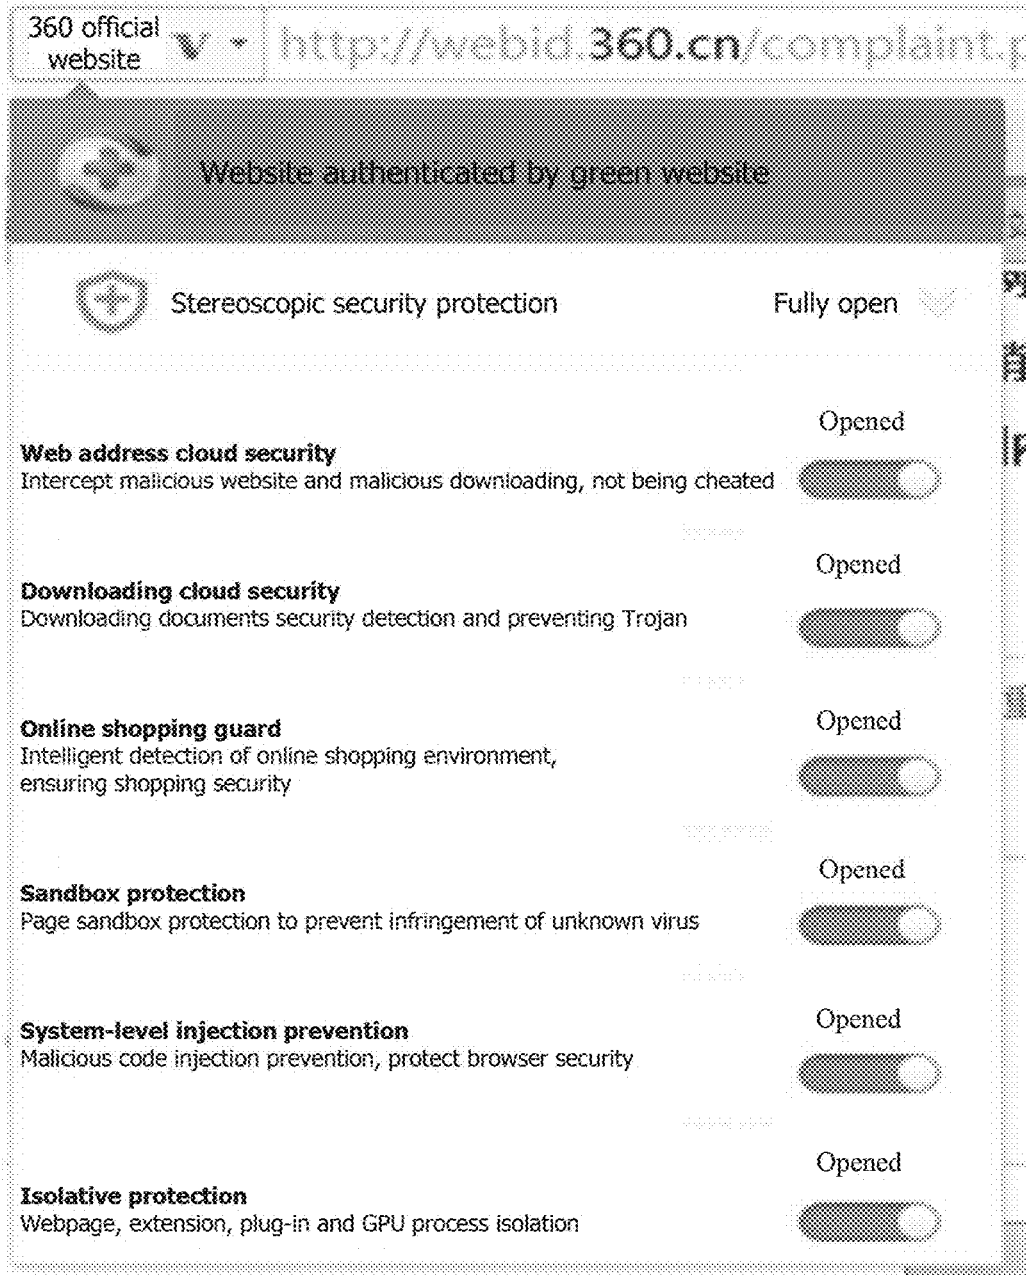 360 official
website
http://webid.360.cn/complaint.p
Website authenticated by green website
Stereoscopic security protection
Fully open
Opened
Web address cloud security
Intercept malicious website and malicious downloading, not being cheated
Opened
Downloading cloud security
Downloading documents security detection and preventing Trojan
Opened
Online shopping guard
Intelligent detection of online shopping environment,
ensuring shopping security
Opened
Sandbox protection
Page sandbox protection to prevent infringement of unknown virus
Opened
System-level injection prevention
Malicious code injection prevention, protect browser security
Opened
Isolative protection
Webpage, extension, plug-in and GPU process isolation